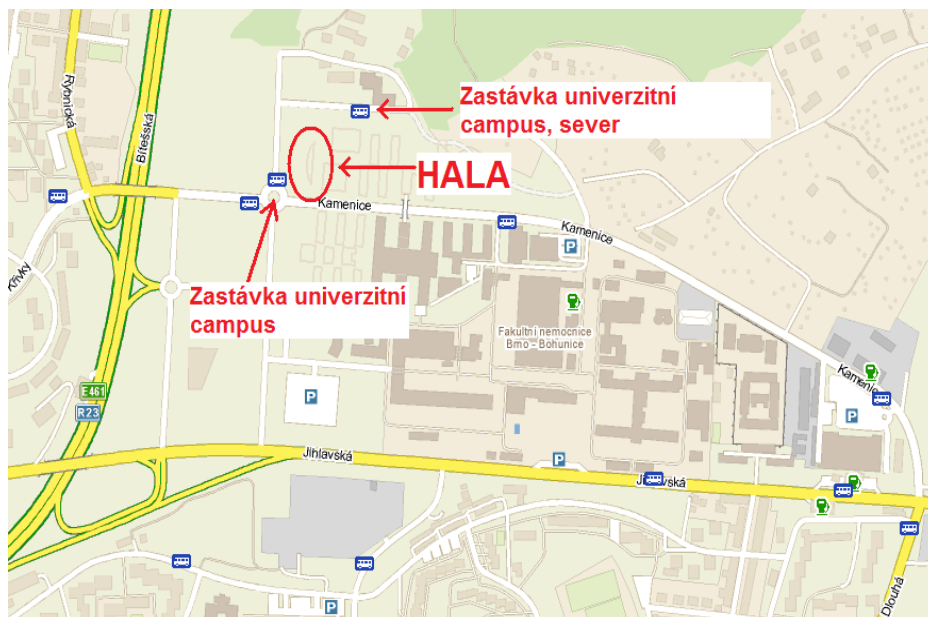 Rybnická
Bítešská
Zastávka univerzitní
campus, sever
HALA
Kamenice
Kamenice
Křivky
Zastávka univerzitní
campus
P
Fakultní nemocnice
Brno - Bohunice
E461
R23
P
Kamenice
P
Jihlavská
P
Jihlavská
P
Dlouhá